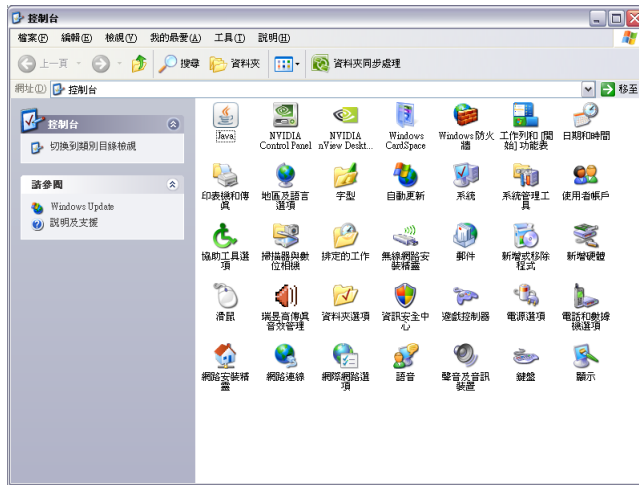 控制台
檔案(F) 編輯(E) 檢視(V) 我的最愛(A) 工具(T) 說明(H)
上一頁 搜尋 資料夾 資料夾同步處理
網址(D) 控制台 移至
控制台
切換到類別目錄檢視
請參閱
Windows Update
說明及支援
Java
NVIDIA
Control Panel
NVIDIA
nView Deskt...
Windows
CardSpace
Windows 防火
牆
工作列和 [開
始] 功能表
日期和時間
印表機和傳
真
地區及語言
選項
字型
自動更新
系統
系統管理工
具
使用者帳戶
協助工具選
項
掃描器與數
位相機
排定的工作
無線網路安
裝精靈
郵件
新增或移除
程式
新增硬體
滑鼠
瑞昱高傳真
音效管理
資料夾選項
資訊安全中
心
遊戲控制器
電源選項
電話和數據
機選項
網路安裝精
靈
網路連線
網際網路選
項
語音
聲音及音訊
裝置
鍵盤
顯示